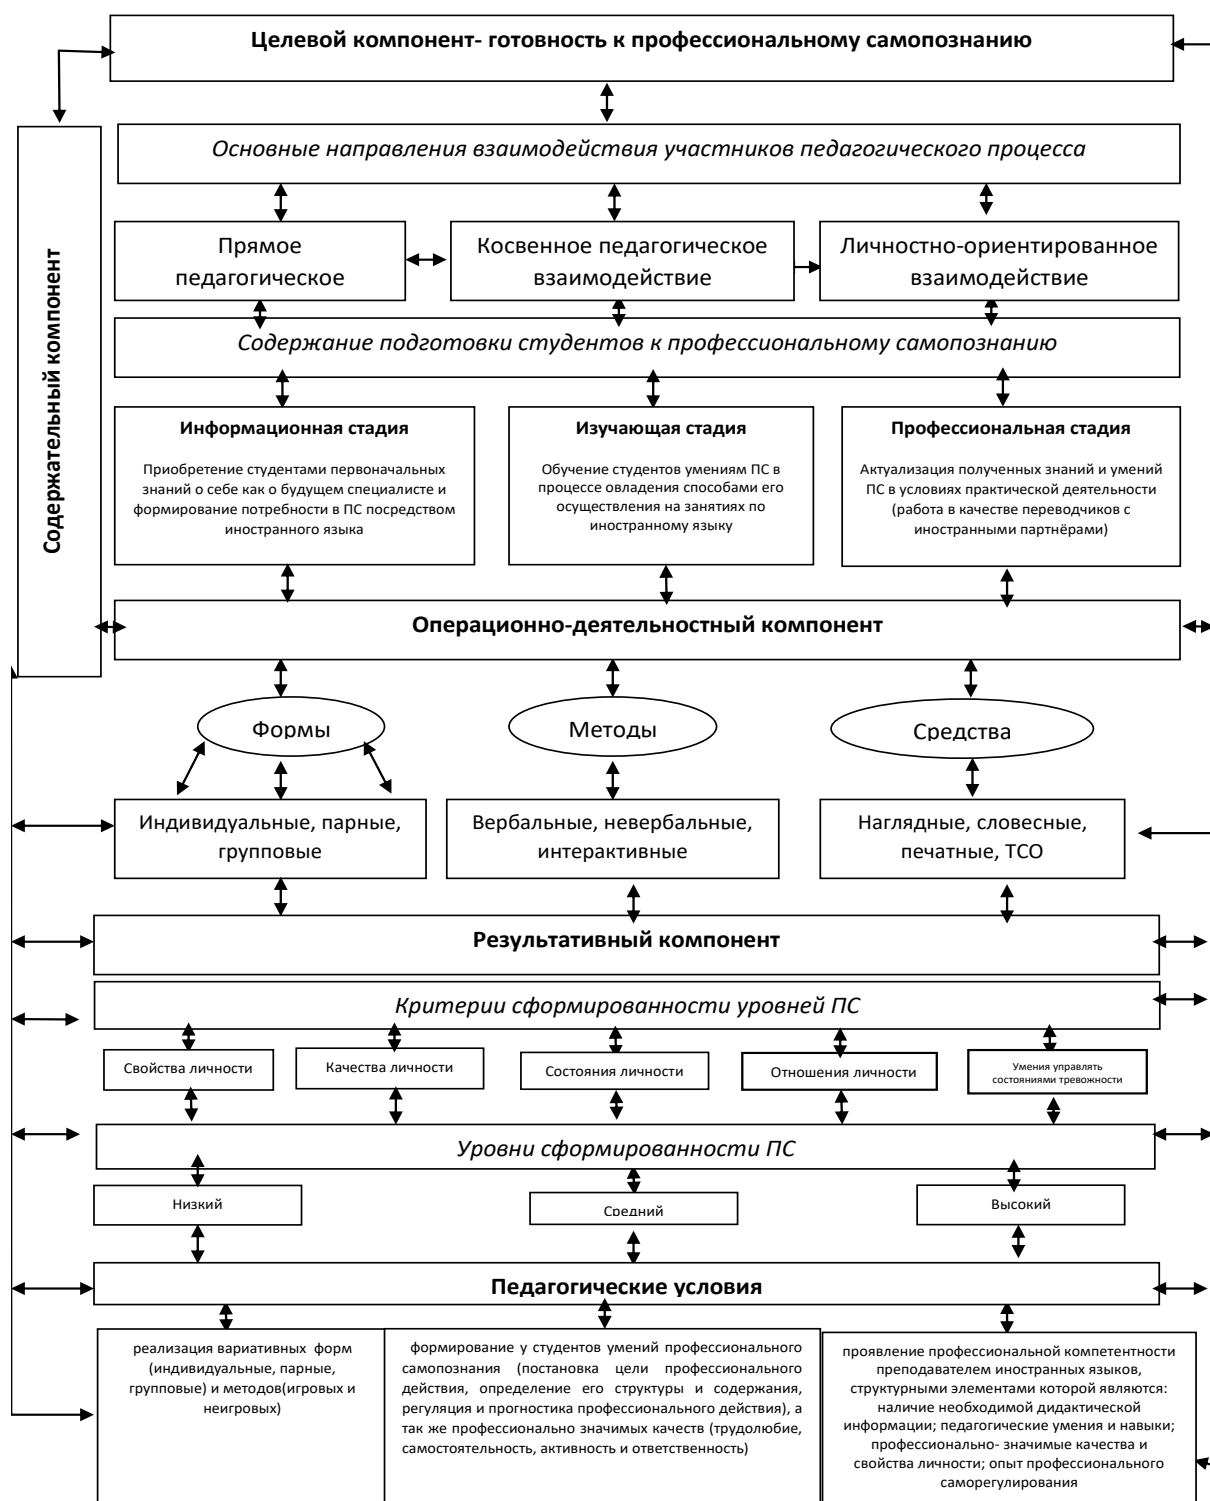 Целевой компонент- готовность к профессиональному самопознанию
Содержательный компонент
Основные направления взаимодействия участников педагогического процесса
Прямое
педагогическое
Косвенное педагогическое
взаимодействие
Личностно-ориентированное
взаимодействие
Содержание подготовки студентов к профессиональному самопознанию
Информационная стадия
Приобретение студентами первоначальных
знаний о себе как о будущем специалисте и
формирование потребности в ПС посредством
иностранного языка
Изучающая стадия
Обучение студентов умениям ПС в
процессе овладения способами его
осуществления на занятиях по
иностранному языку
Профессиональная стадия
Актуализация полученных знаний и умений
ПС в условиях практической деятельности
(работа в качестве переводчиков с
иностранными партнёрами)
Операционно-деятельностный компонент
Формы
Методы
Средства
Индивидуальные, парные,
групповые
Вербальные, невербальные,
интерактивные
Наглядные, словесные,
печатные, ТСО
Результативный компонент
Критерии сформированности уровней ПС
Свойства личности
Качества личности
Состояния личности
Отношения личности
Умения управлять
состояниями тревожности
Уровни сформированности ПС
Низкий
Средний
Высокий
Педагогические условия
реализация вариативных форм
(индивидуальные, парные,
групповые) и методов(игровых и
неигровых)
формирование у студентов умений профессионального
самопознания (постановка цели профессионального
действия, определение его структуры и содержания,
регуляция и прогностика профессионального действия), а
так же профессионально значимых качеств (трудолюбие,
самостоятельность, активность и ответственность)
проявление профессиональной компетентности
преподавателем иностранных языков,
структурными элементами которой являются:
наличие необходимой дидактической
информации; педагогические умения и навыки;
профессионально- значимые качества и
свойства личности; опыт профессионального
саморегулирования